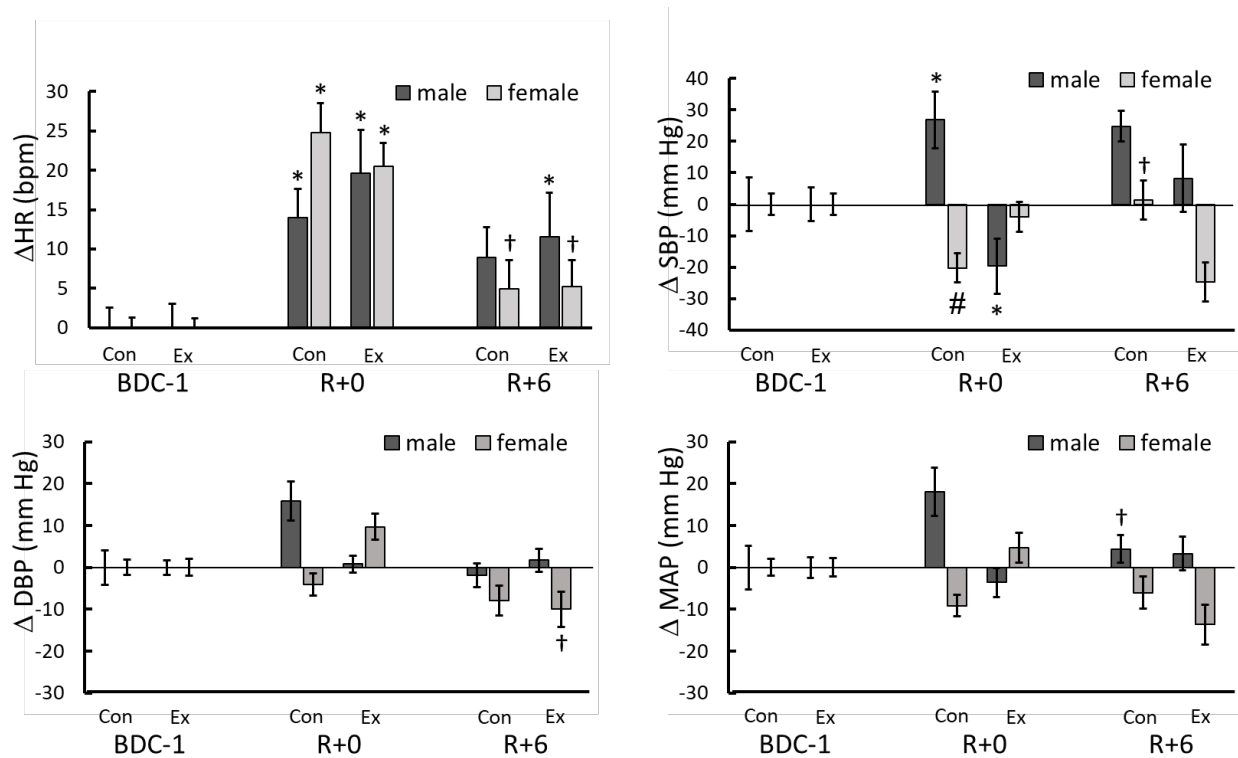 ΔHR (bpm)
male female
30
25
20
15
10
5
0
* * * * * † †
Con Ex Con Ex Con Ex
BDC-1 R+0 R+6
Δ SBP (mm Hg)
male female
40
30
20
10
0
-10
-20
-30
-40
* # * †
Con Ex Con Ex Con Ex
BDC-1 R+0 R+6
Δ DBP (mm Hg)
male female
30
20
10
0
-10
-20
-30
†
Con Ex Con Ex Con Ex
BDC-1 R+0 R+6
Δ MAP (mm Hg)
male female
30
20
10
0
-10
-20
-30
†
Con Ex Con Ex Con Ex
BDC-1 R+0 R+6